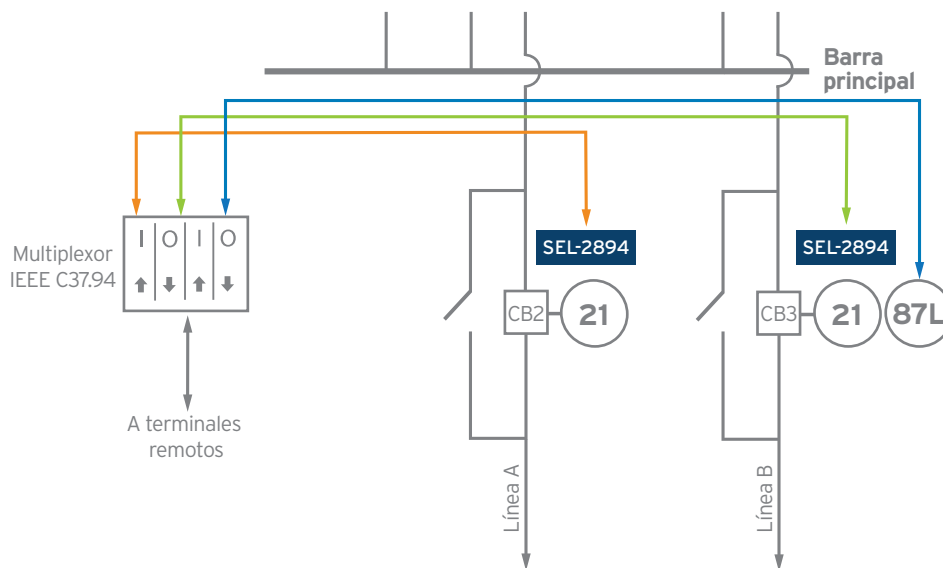 Barra
principal
I O I O
Multiplexor
IEEE C37.94
SEL-2894
SEL-2894
CB2
21
CB3
21
87L
A terminales
remotos
Línea A
Línea B